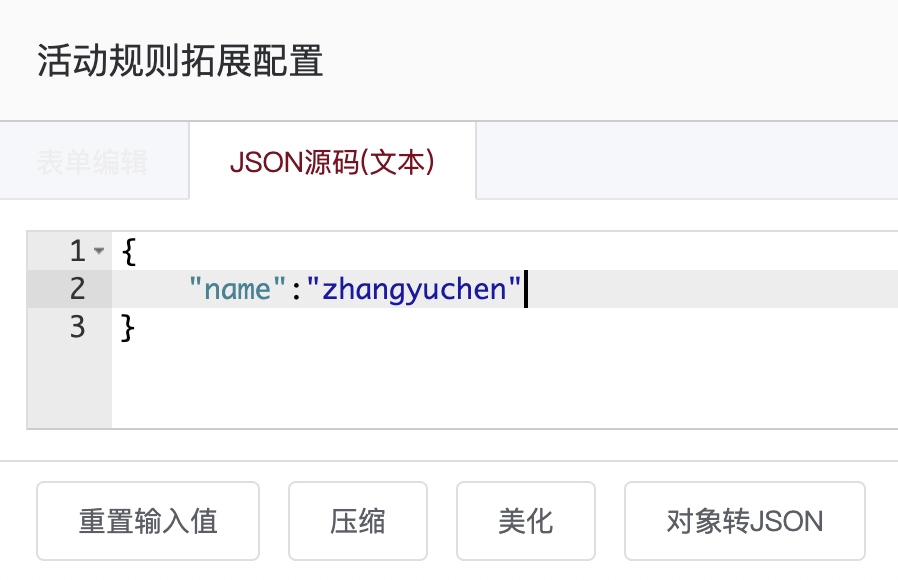 活动规则拓展配置
表单编辑
JSON源码(文本)
1 {
2 "name":"zhangyuchen"
3 }
重置输入值
压缩
美化
对象转JSON